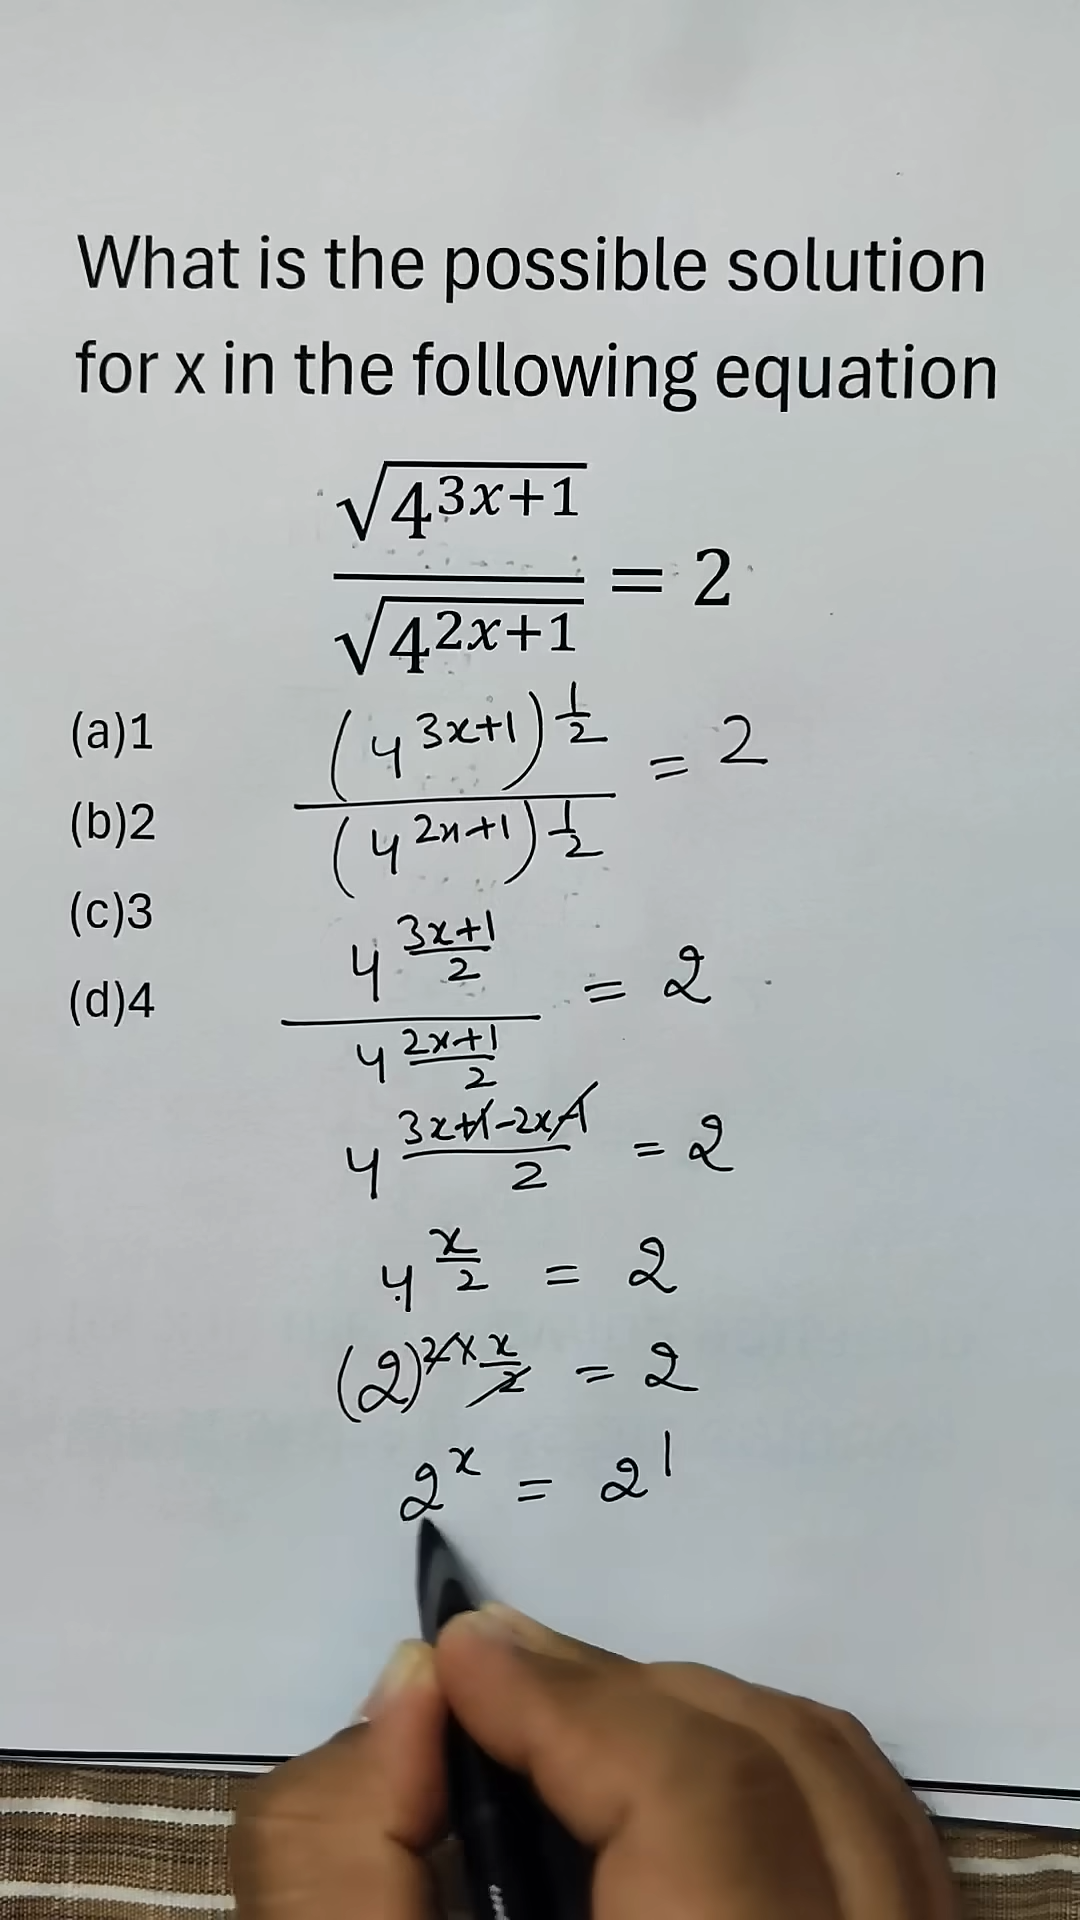 What is the possible solution
for x in the following equation
√4^{3x+1} / √4^{2x+1} = 2
(a)1
(b)2
(c)3
(d)4
(4^{3x+1})^{1/2} / (4^{2x+1})^{1/2} = 2
4^{(3x+1)/2} / 4^{(2x+1)/2} = 2
4^{(3x+1-2x-1)/2} = 2
4^{x/2} = 2
(2)^{2×x/2} = 2
2^x = 2^1